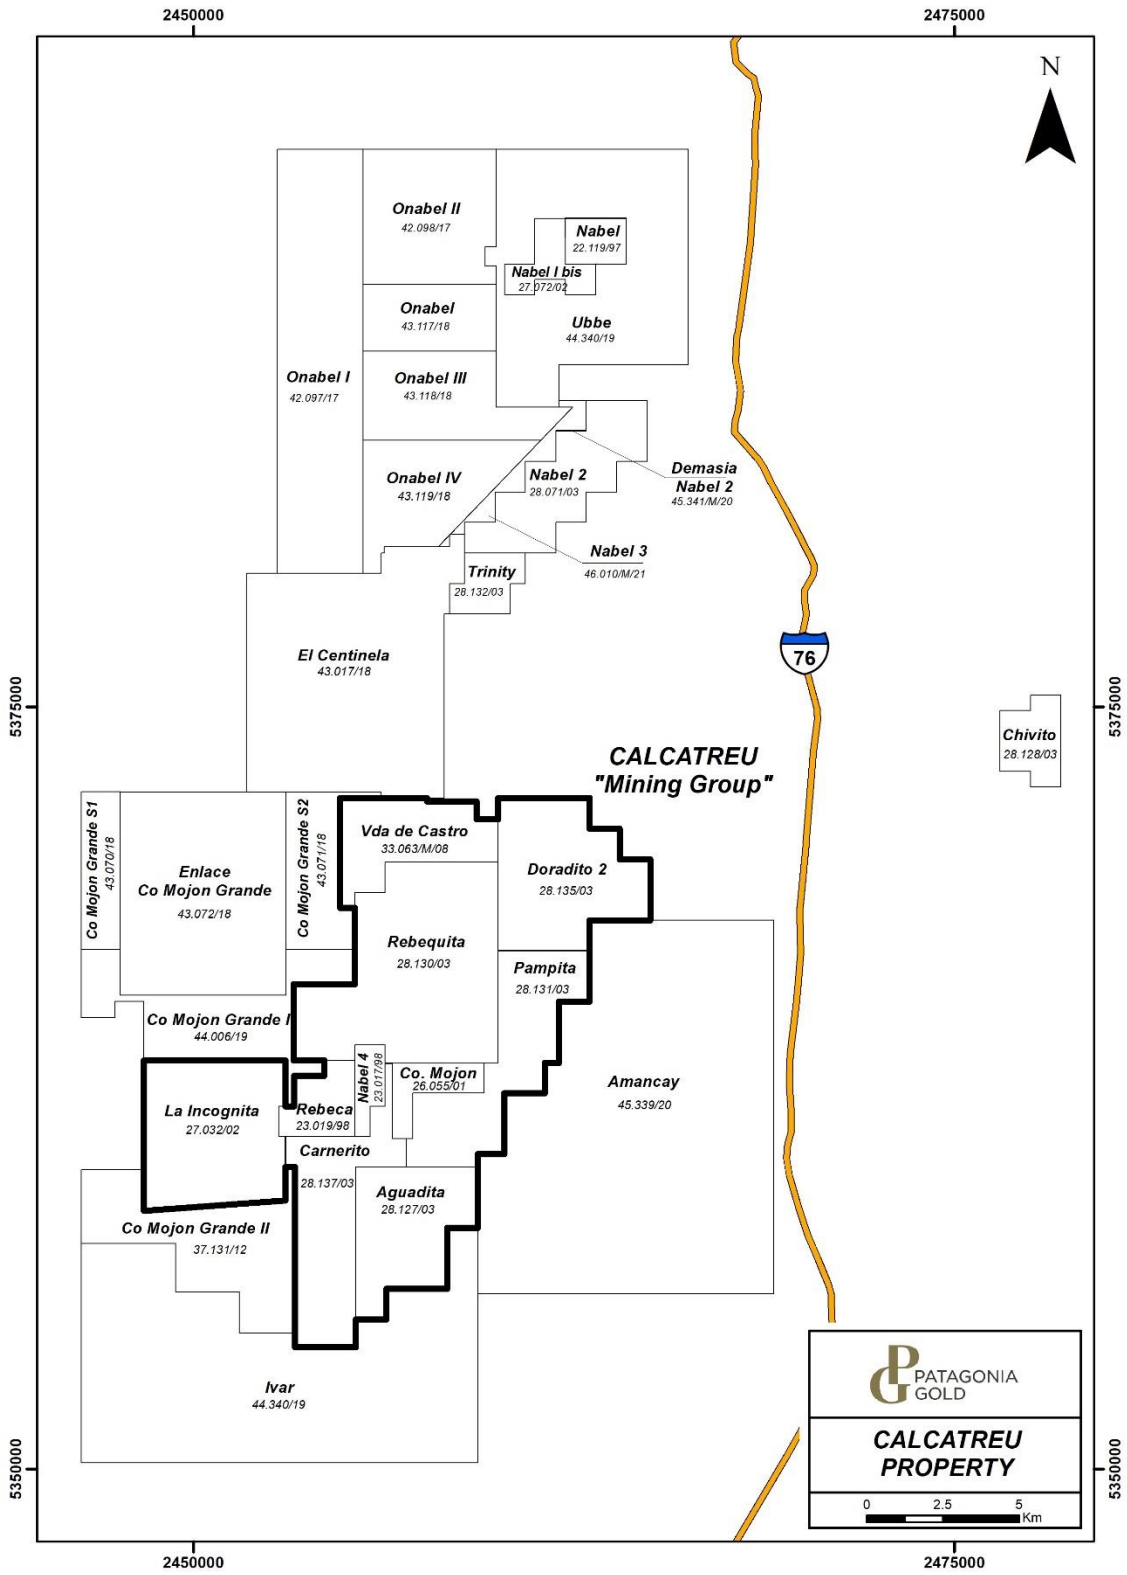 2450000
2475000
N
Onabel II
42.098/17
Nabel
22.119/97
Nabel I bis
27.072/02
Onabel
43.117/18
Ubbe
44.340/19
Onabel I
42.097/17
Onabel III
43.118/18
Onabel IV
43.119/18
Nabel 2
28.071/03
Demasia
Nabel 2
45.341/M/20
Nabel 3
46.010/M/21
Trinity
28.132/03
El Centinela
43.017/18
76
5375000
5375000
Chivito
28.128/03
CALCATREU
"Mining Group"
Co Mojon Grande S1
43.070/18
Enlace
Co Mojon Grande
43.072/18
Co Mojon Grande S2
43.071/18
Vda de Castro
33.063/M/08
Doradito 2
28.135/03
Rebequita
28.130/03
Pampita
28.131/03
Co Mojon Grande I
44.006/19
Nabel 4
23.017/98
Co. Mojon
26.055/01
Amancay
45.339/20
La Incognita
27.032/02
Rebeca
23.019/98
Carnerito
28.137/03
Aguadita
28.127/03
Co Mojon Grande II
37.131/12
Ivar
44.340/19
PATAGONIA
GOLD
CALCATREU
PROPERTY
0 2.5 5
Km
5350000
5350000
2450000
2475000